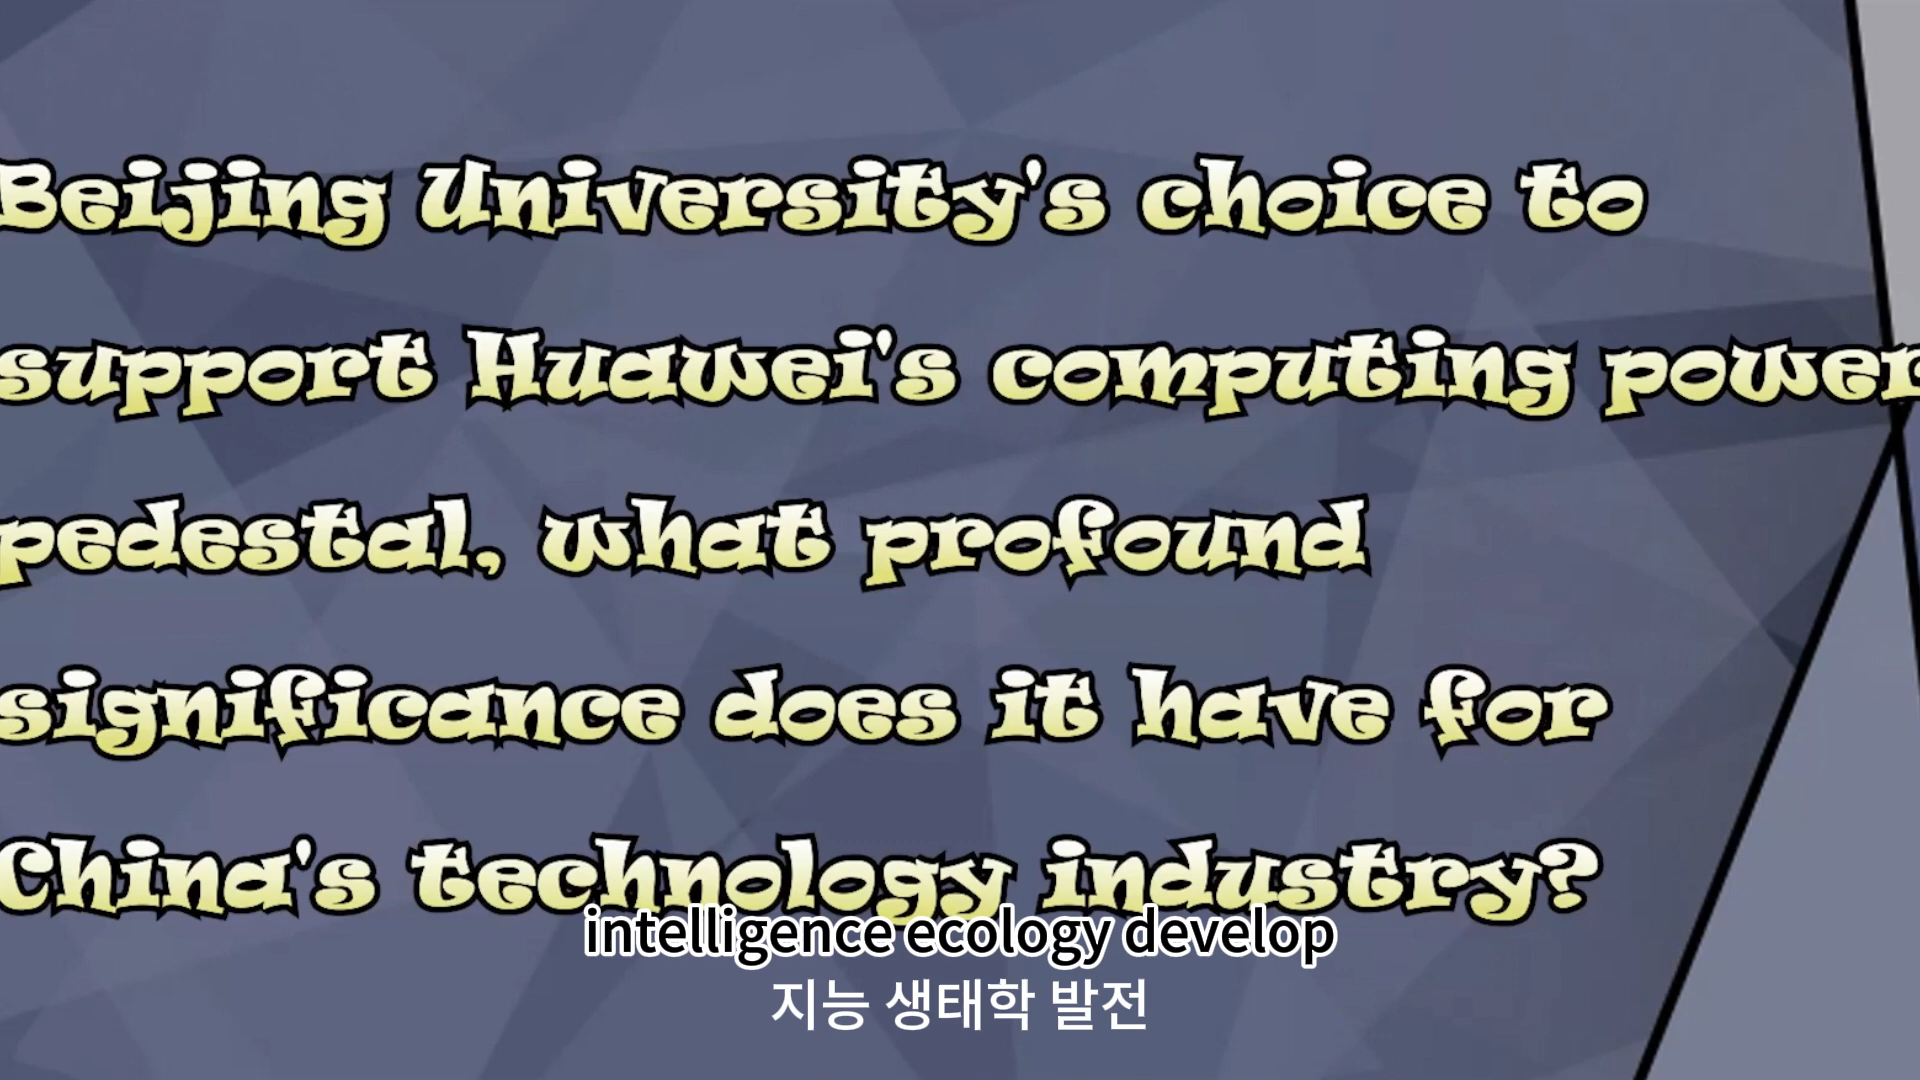 Beijing University's choice to
support Huawei's computing power
pedestal, what profound
significance does it have for
China's technology industry?
intelligence ecology develop
지능 생태학 발전